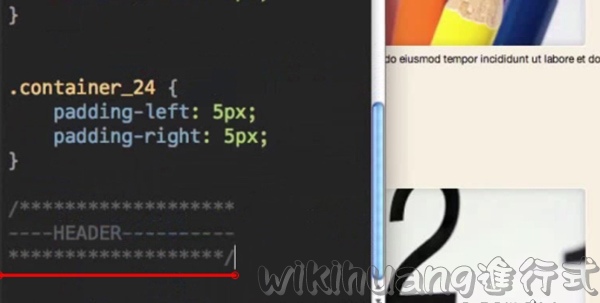 }
.container_24 {
padding-left: 5px;
padding-right: 5px;
}
/*******************
----HEADER----------
*******************/
do eiusmod tempor incididunt ut labore et do
2
wikihuang進行式